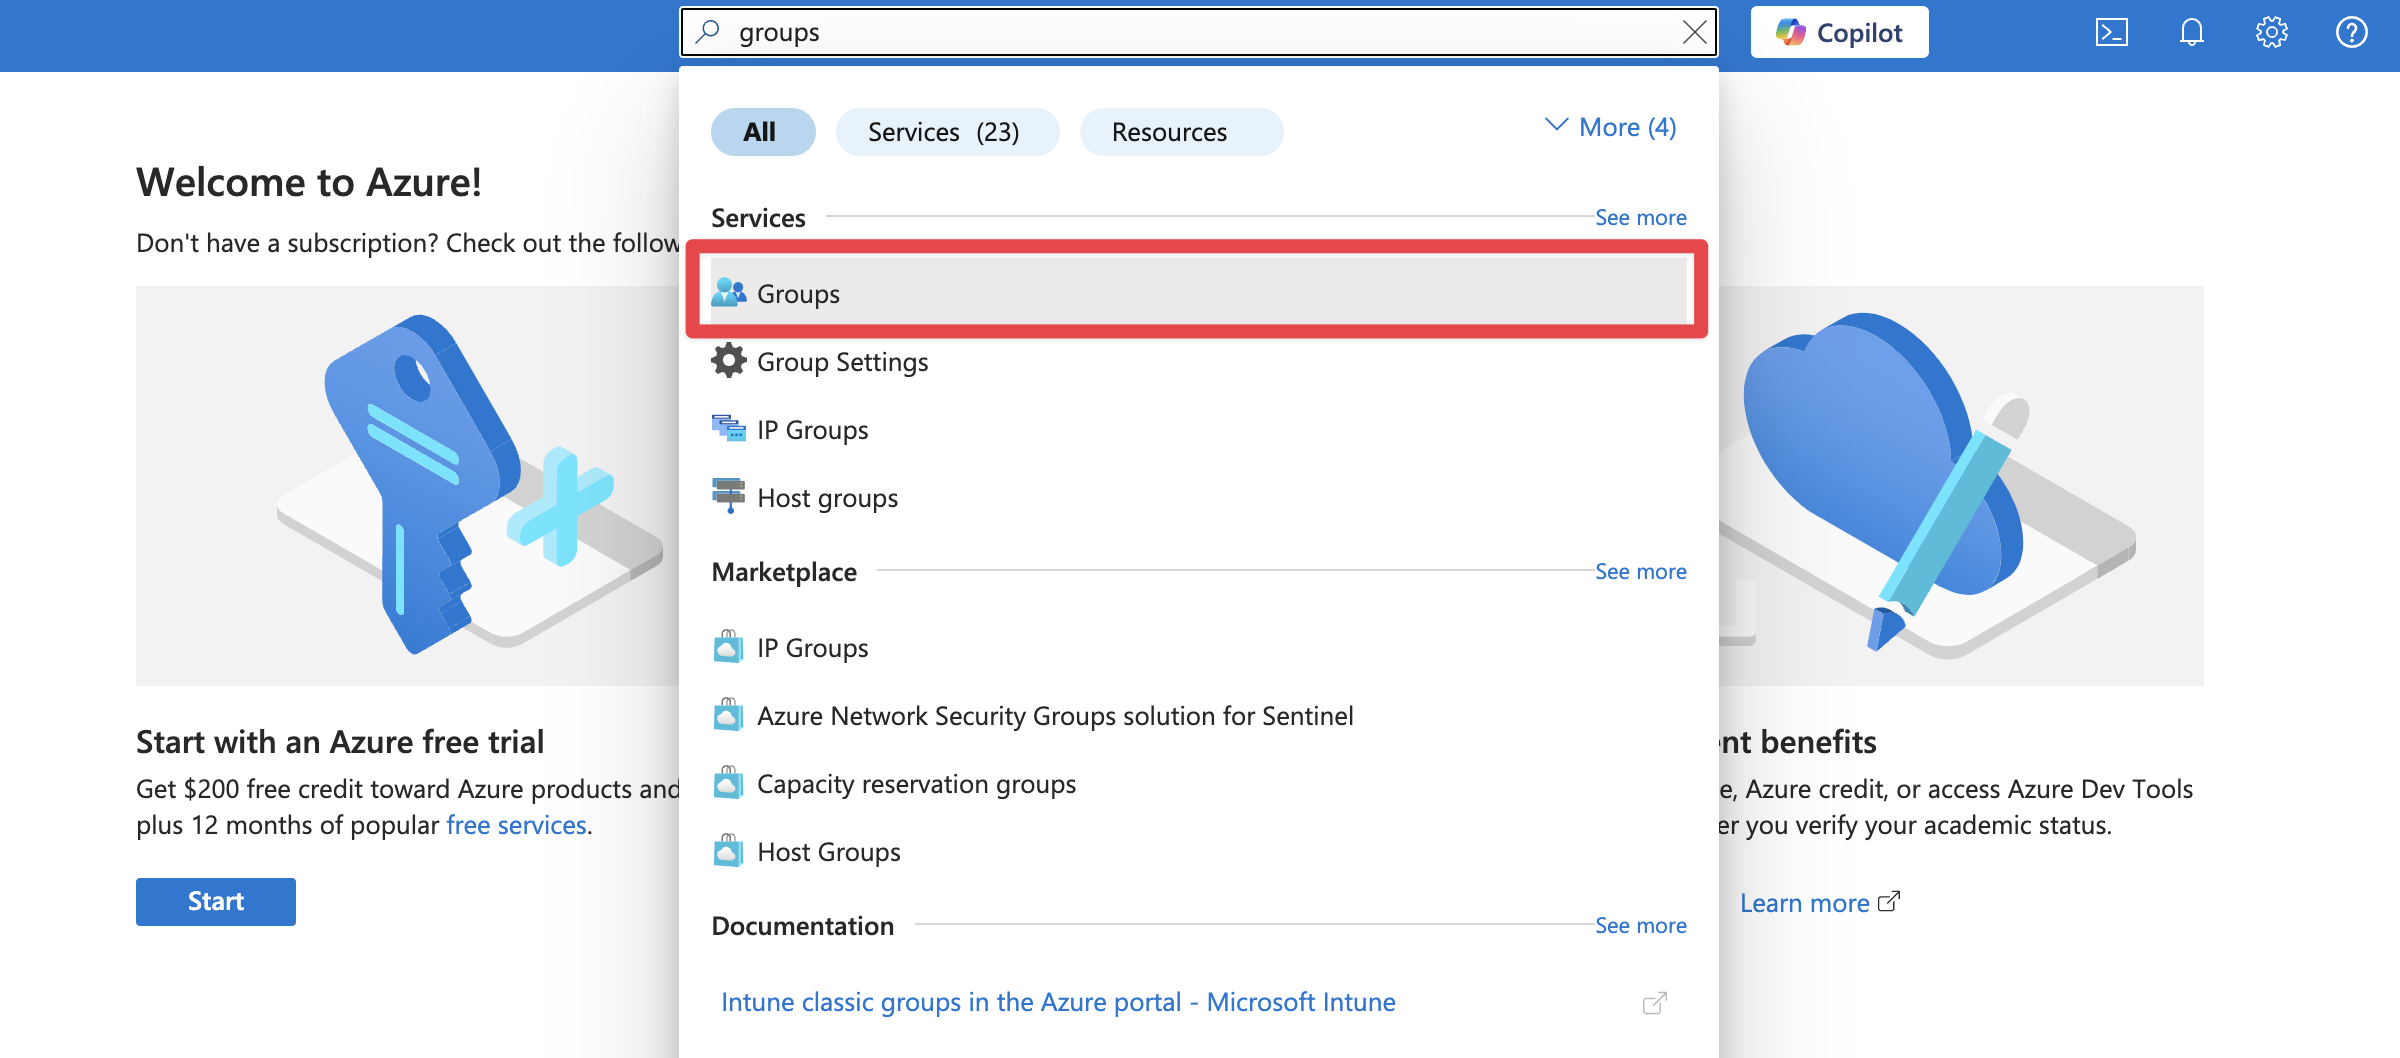 groups
Copilot
All
Services (23)
Resources
More (4)
Welcome to Azure!
Don't have a subscription? Check out the follow
Services
See more
Groups
Group Settings
IP Groups
Host groups
Marketplace
See more
IP Groups
Azure Network Security Groups solution for Sentinel
Capacity reservation groups
Host Groups
Documentation
See more
Intune classic groups in the Azure portal - Microsoft Intune
Start with an Azure free trial
Get $200 free credit toward Azure products and
plus 12 months of popular free services.
Start
nt benefits
e, Azure credit, or access Azure Dev Tools
er you verify your academic status.
Learn more